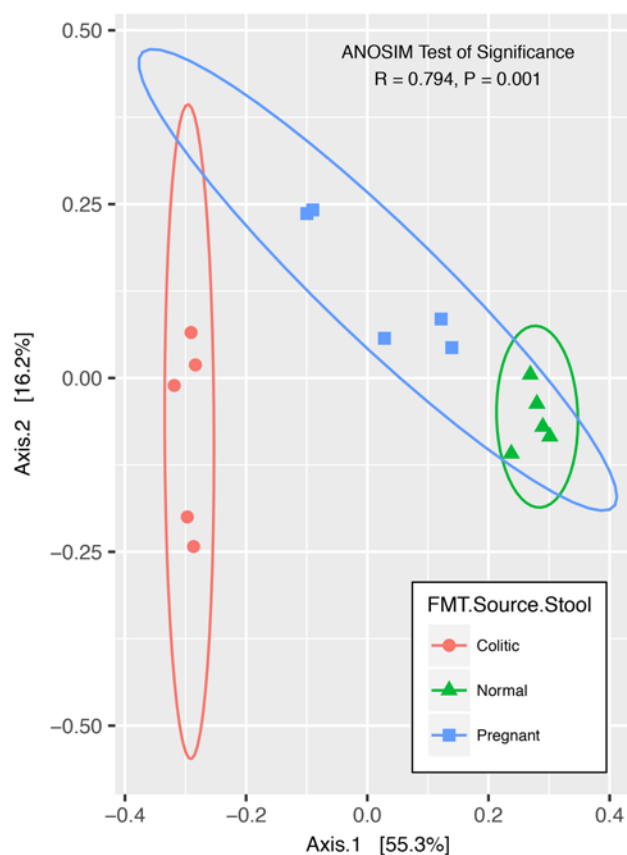 ANOSIM Test of Significance
R = 0.794, P = 0.001
0.50
0.25
0.00
−0.25
−0.50
Axis.2 [16.2%]
FMT.Source.Stool
Colitic
Normal
Pregnant
−0.4 −0.2 0.0 0.2 0.4
Axis.1 [55.3%]